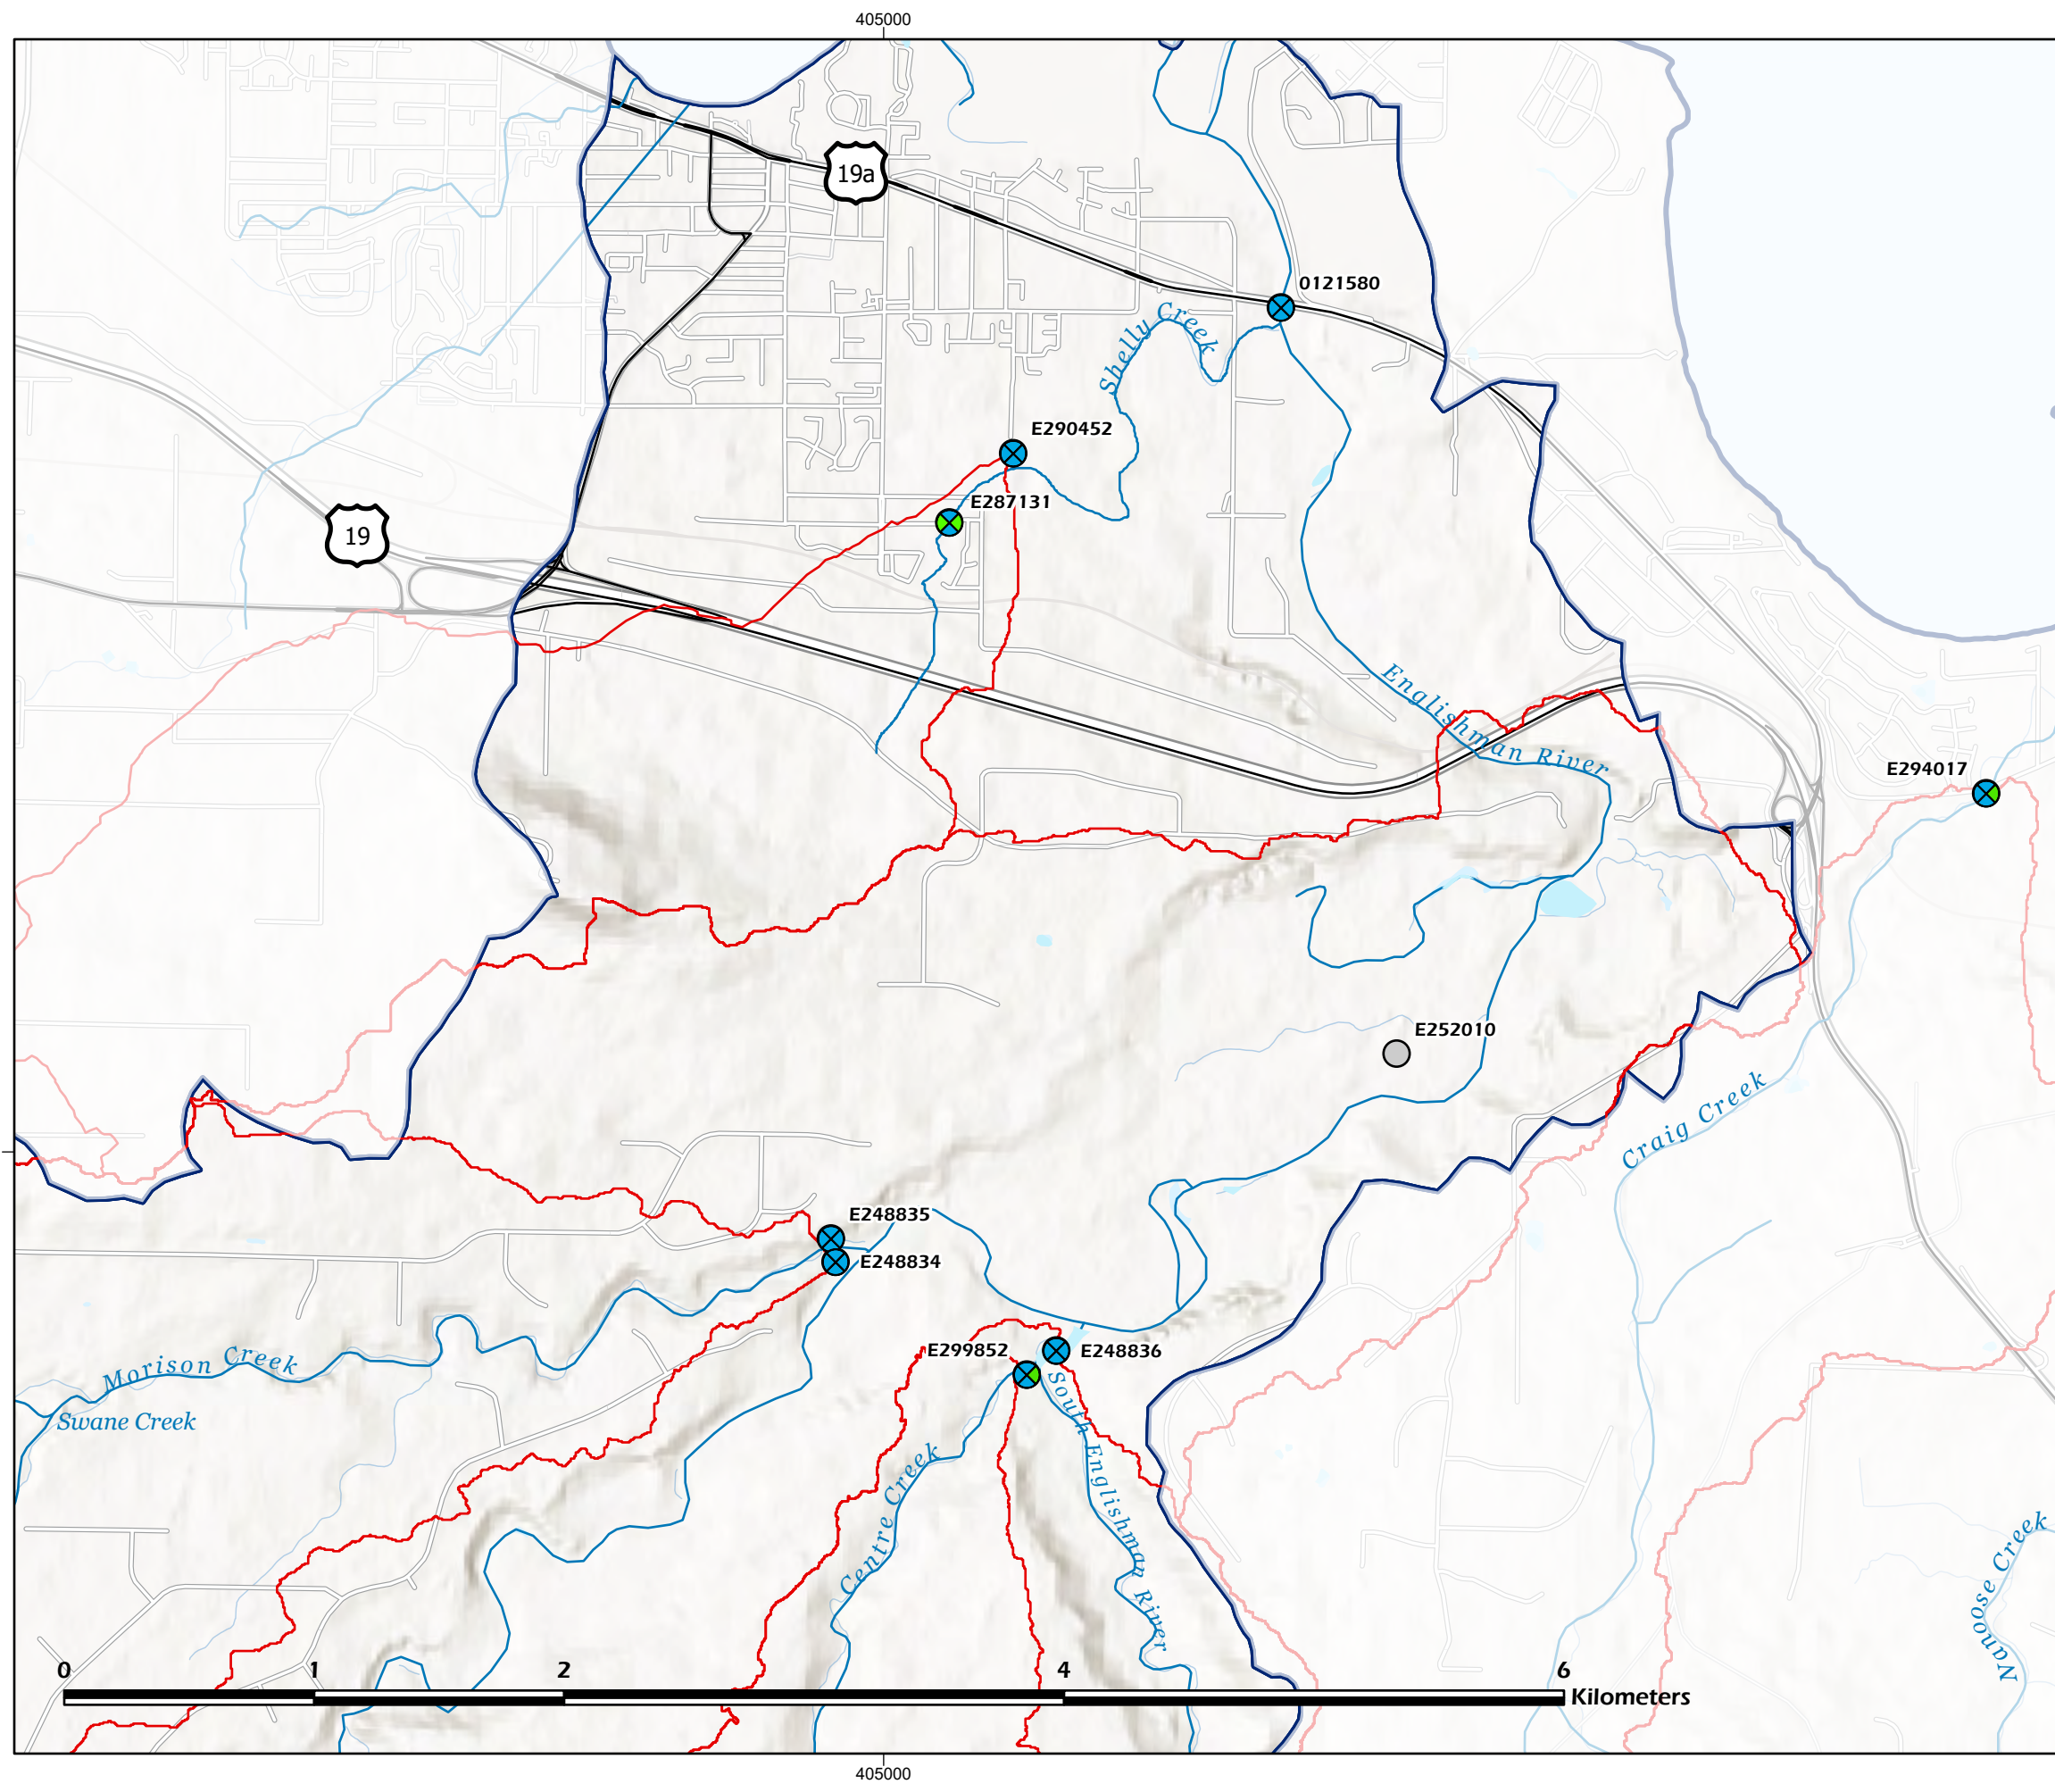 405000
19a
0121580
Shelly Creek
E290452
E287131
19
Englishman River
E294017
E252010
Craig Creek
E248835
E248834
E299852
E248836
Morison Creek
Swane Creek
South Englishman River
Centre Creek
Nanoose Creek
0 1 2 4 6
Kilometers
405000